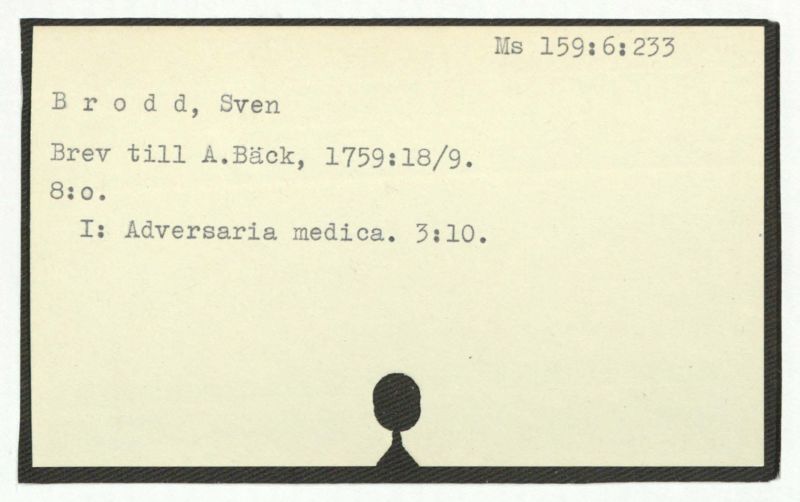 Ms 159:6:233
B r o d d, Sven
Brev till A.Bäck, 1759:18/9.
8:o.
I: Adversaria medica. 3:10.